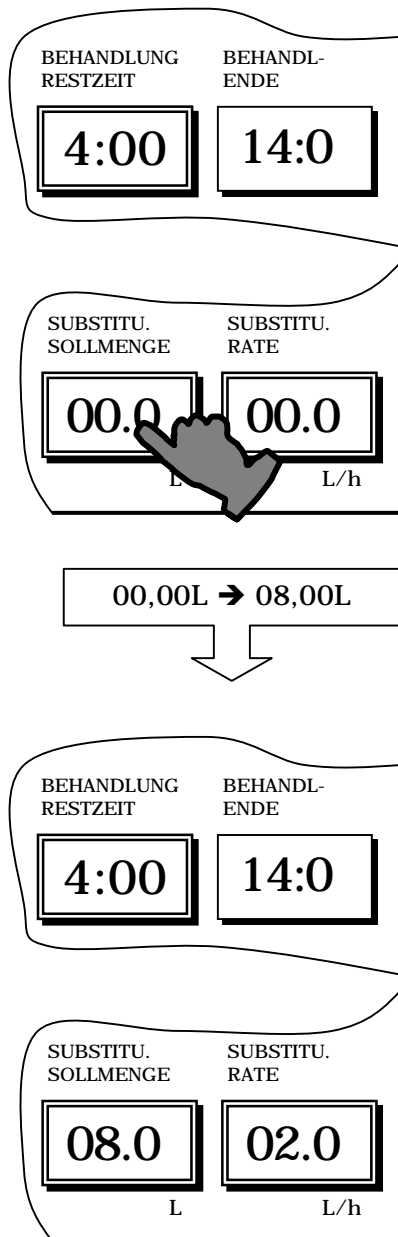 BEHANDLUNG BEHANDL-
RESTZEIT ENDE
4:00 14:0
SUBSTITU. SUBSTITU.
SOLLMENGE RATE
00.0 00.0
L L/h
00,00L ➔ 08,00L
BEHANDLUNG BEHANDL-
RESTZEIT ENDE
4:00 14:0
SUBSTITU. SUBSTITU.
SOLLMENGE RATE
08.0 02.0
L L/h